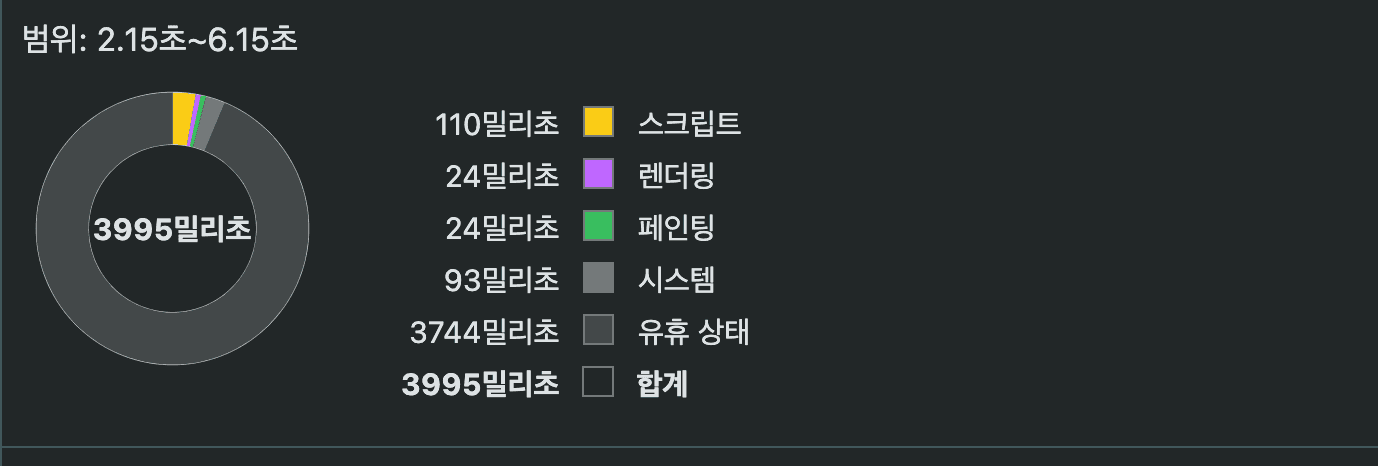 범위: 2.15초~6.15초
3995밀리초
110밀리초 스크립트
24밀리초 렌더링
24밀리초 페인팅
93밀리초 시스템
3744밀리초 유휴 상태
3995밀리초 합계